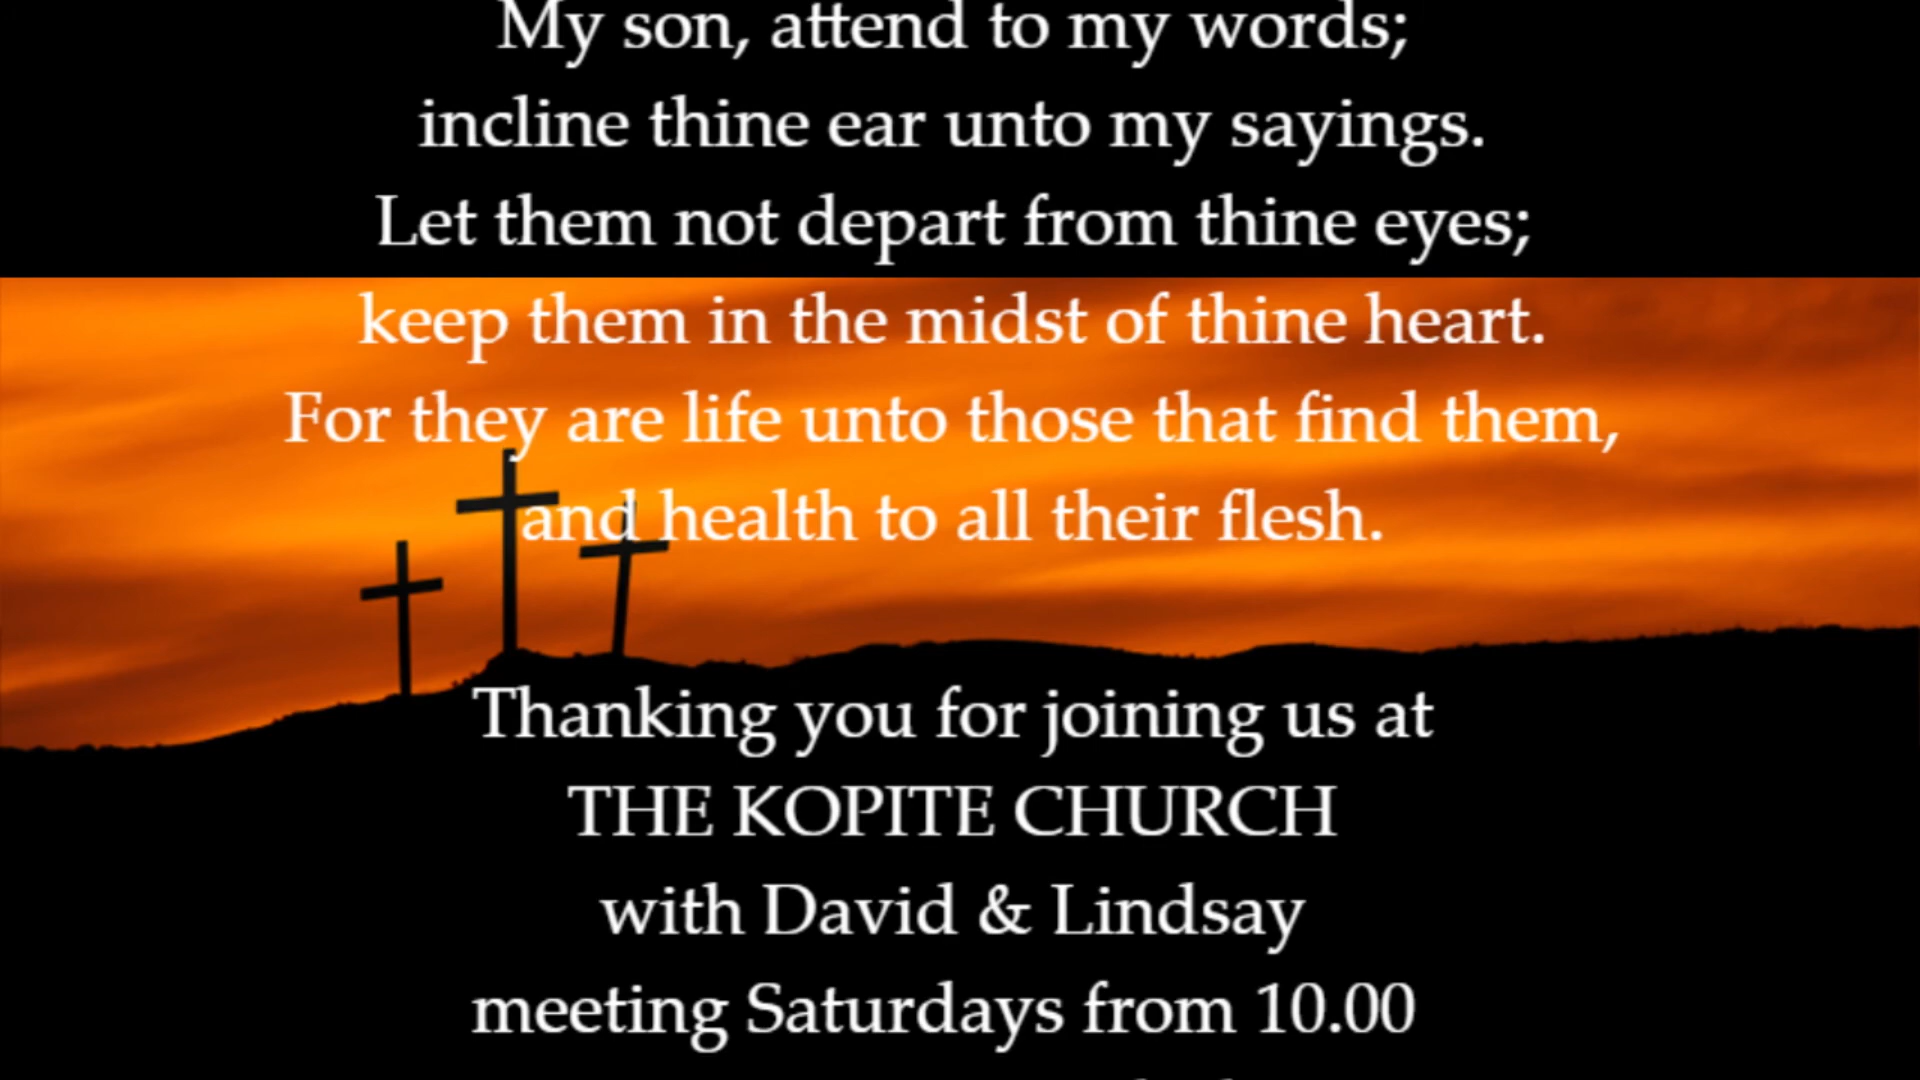 My son, attend to my words;
incline thine ear unto my sayings.
Let them not depart from thine eyes;
keep them in the midst of thine heart.
For they are life unto those that find them,
and health to all their flesh.
Thanking you for joining us at
THE KOPITE CHURCH
with David & Lindsay
meeting Saturdays from 10.00